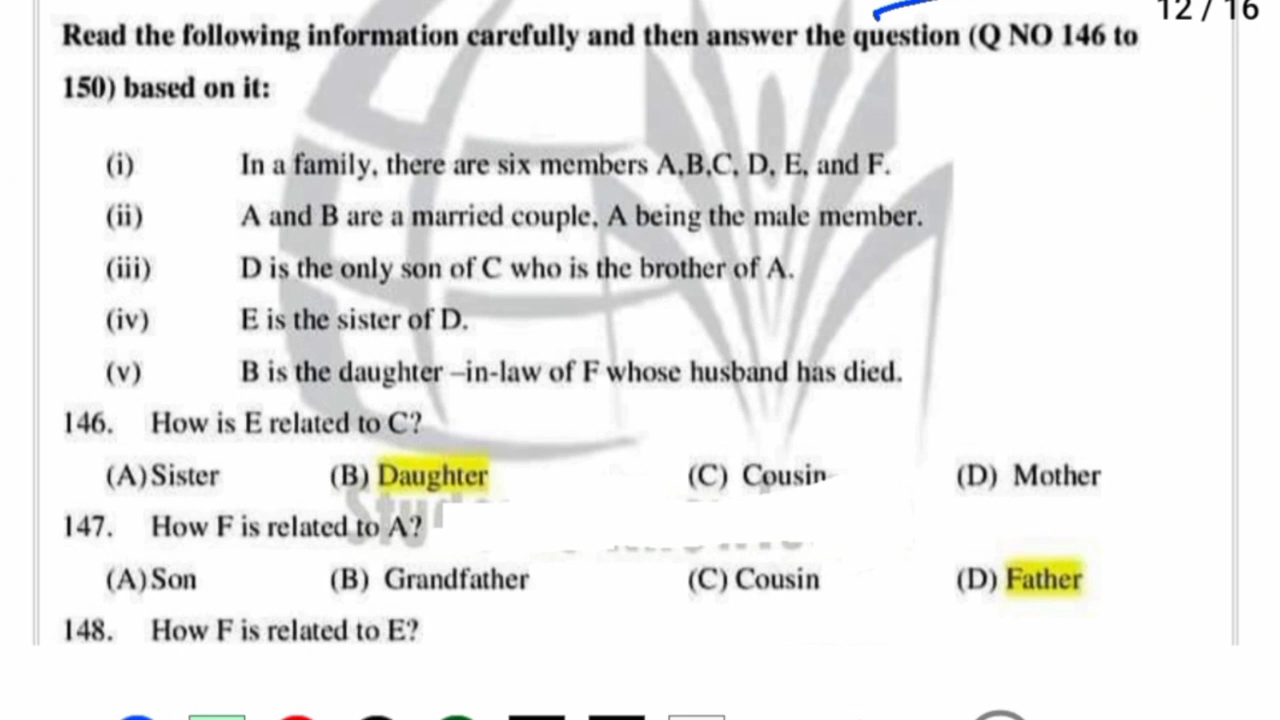 12 / 16
Read the following information carefully and then answer the question (Q NO 146 to
150) based on it:
(i) In a family, there are six members A,B,C, D, E, and F.
(ii) A and B are a married couple, A being the male member.
(iii) D is the only son of C who is the brother of A.
(iv) E is the sister of D.
(v) B is the daughter –in-law of F whose husband has died.
146. How is E related to C?
(A) Sister (B) Daughter (C) Cousin (D) Mother
147. How F is related to A?
(A) Son (B) Grandfather (C) Cousin (D) Father
148. How F is related to E?